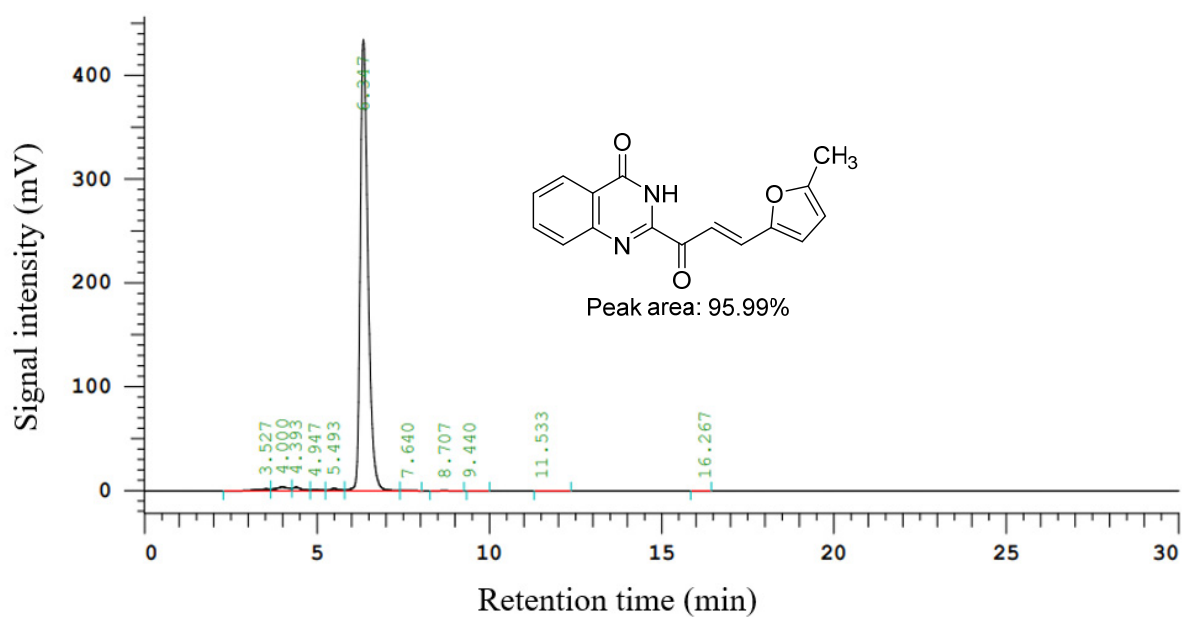 Signal intensity (mV)
400
300
200
100
0
6.347
3.527
4.000
4.393
4.947
5.493
7.640
8.707
9.440
11.533
16.267
O
NH
N
O
O
CH3
Peak area: 95.99%
0 5 10 15 20 25 30
Retention time (min)